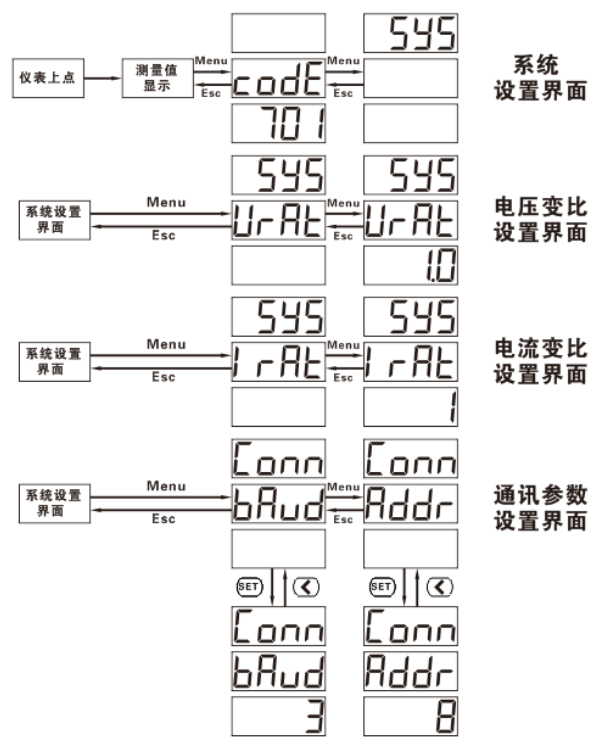 SYS
仪表上点
测量值
显示
Menu
Esc
codE
Menu
Esc
701
系统
设置界面
SYS
SYS
系统设置
界面
Menu
Esc
UrAt
Menu
Esc
UrAt
1.0
电压变比
设置界面
SYS
SYS
系统设置
界面
Menu
Esc
IrAt
Menu
Esc
IrAt
1
电流变比
设置界面
Conn
Conn
系统设置
界面
Menu
Esc
bAud
Menu
Esc
Addr
通讯参数
设置界面
SET
SET
Conn
Conn
bAud
Addr
3
8